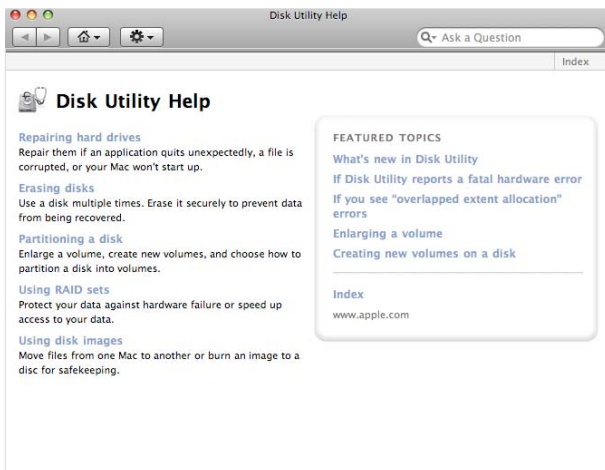 Disk Utility Help
Ask a Question
Index
Disk Utility Help
Repairing hard drives
Repair them if an application quits unexpectedly, a file is
corrupted, or your Mac won't start up.
Erasing disks
Use a disk multiple times. Erase it securely to prevent data
from being recovered.
Partitioning a disk
Enlarge a volume, create new volumes, and choose how to
partition a disk into volumes.
Using RAID sets
Protect your data against hardware failure or speed up
access to your data.
Using disk images
Move files from one Mac to another or burn an image to a
disc for safekeeping.
FEATURED TOPICS
What's new in Disk Utility
If Disk Utility reports a fatal hardware error
If you see "overlapped extent allocation"
errors
Enlarging a volume
Creating new volumes on a disk
Index
www.apple.com